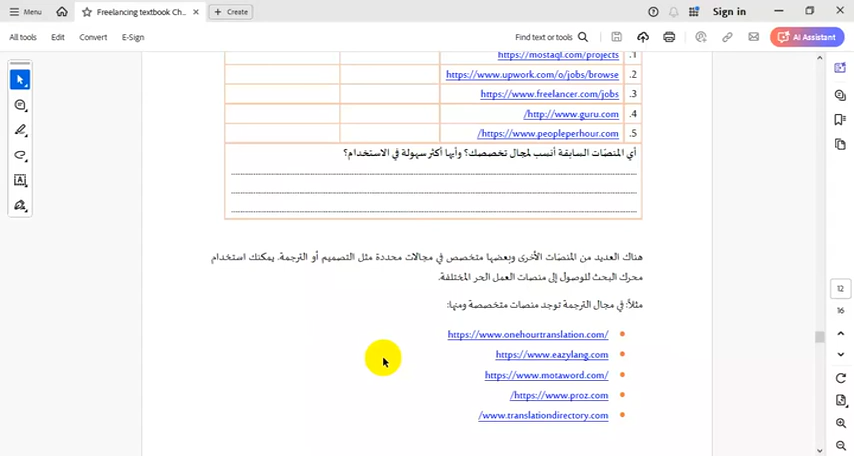 Menu
Freelancing textbook Ch...
Create
Sign in
All tools
Edit
Convert
E-Sign
Find text or tools
AI Assistant
1. https://mostaql.com/projects
2. https://www.upwork.com/o/jobs/browse
3. https://www.freelancer.com/jobs
4. http://www.guru.com/
5. https://www.peopleperhour.com/
أي المنصّات السابقة أنسب لمجال تخصصك؟ وأيها أكثر سهولة في الاستخدام؟
هناك العديد من المنصّات الأخرى وبعضها متخصص في مجالات محددة مثل التصميم أو الترجمة. يمكنك استخدام
محرك البحث للوصول إلى منصات العمل الحر المختلفة.
مثلاً: في مجال الترجمة توجد منصات متخصصة ومنها:
• https://www.onehourtranslation.com/
• https://www.eazylang.com
• https://www.motaword.com/
• https://www.proz.com/
• www.translationdirectory.com/
12
16